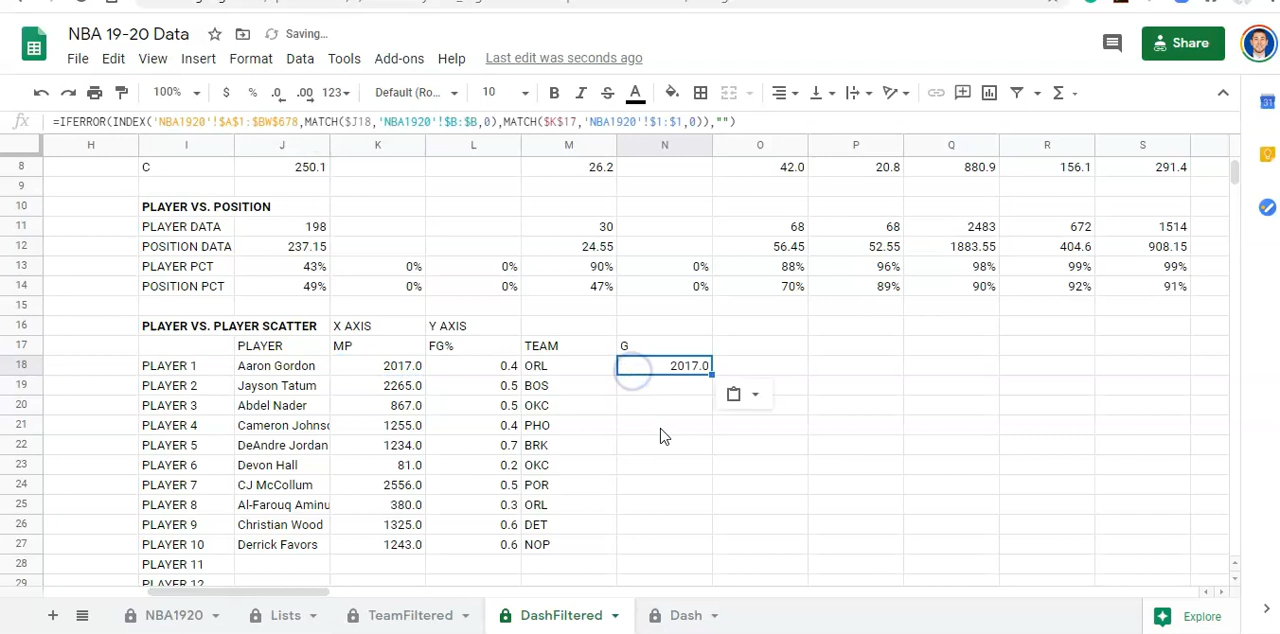 NBA 19-20 Data Saving...
File Edit View Insert Format Data Tools Add-ons Help Last edit was seconds ago
Share
100% $ % .0 .00 123 Default (Ro... 10 B I S A Σ
fx =IFERROR(INDEX('NBA1920'!$A$1:$BW$678,MATCH($J18,'NBA1920'!$B:$B,0),MATCH($K$17,'NBA1920'!$1:$1,0)),"")
H I J K L M N O P Q R S
8 C 250.1 26.2 42.0 20.8 880.9 156.1 291.4
9
10 PLAYER VS. POSITION
11 PLAYER DATA 198 30 68 68 2483 672 1514
12 POSITION DATA 237.15 24.55 56.45 52.55 1883.55 404.6 908.15
13 PLAYER PCT 43% 0% 0% 90% 0% 88% 96% 98% 99% 99%
14 POSITION PCT 49% 0% 0% 47% 0% 70% 89% 90% 92% 91%
15
16 PLAYER VS. PLAYER SCATTER X AXIS Y AXIS
17 PLAYER MP FG% TEAM G
18 PLAYER 1 Aaron Gordon 2017.0 0.4 ORL 2017.0
19 PLAYER 2 Jayson Tatum 2265.0 0.5 BOS
20 PLAYER 3 Abdel Nader 867.0 0.5 OKC
21 PLAYER 4 Cameron Johns 1255.0 0.4 PHO
22 PLAYER 5 DeAndre Jordan 1234.0 0.7 BRK
23 PLAYER 6 Devon Hall 81.0 0.2 OKC
24 PLAYER 7 CJ McCollum 2556.0 0.5 POR
25 PLAYER 8 Al-Farouq Aminu 380.0 0.3 ORL
26 PLAYER 9 Christian Wood 1325.0 0.6 DET
27 PLAYER 10 Derrick Favors 1243.0 0.6 NOP
28 PLAYER 11
29 PLAYER 12
NBA1920 Lists TeamFiltered DashFiltered Dash Explore
31